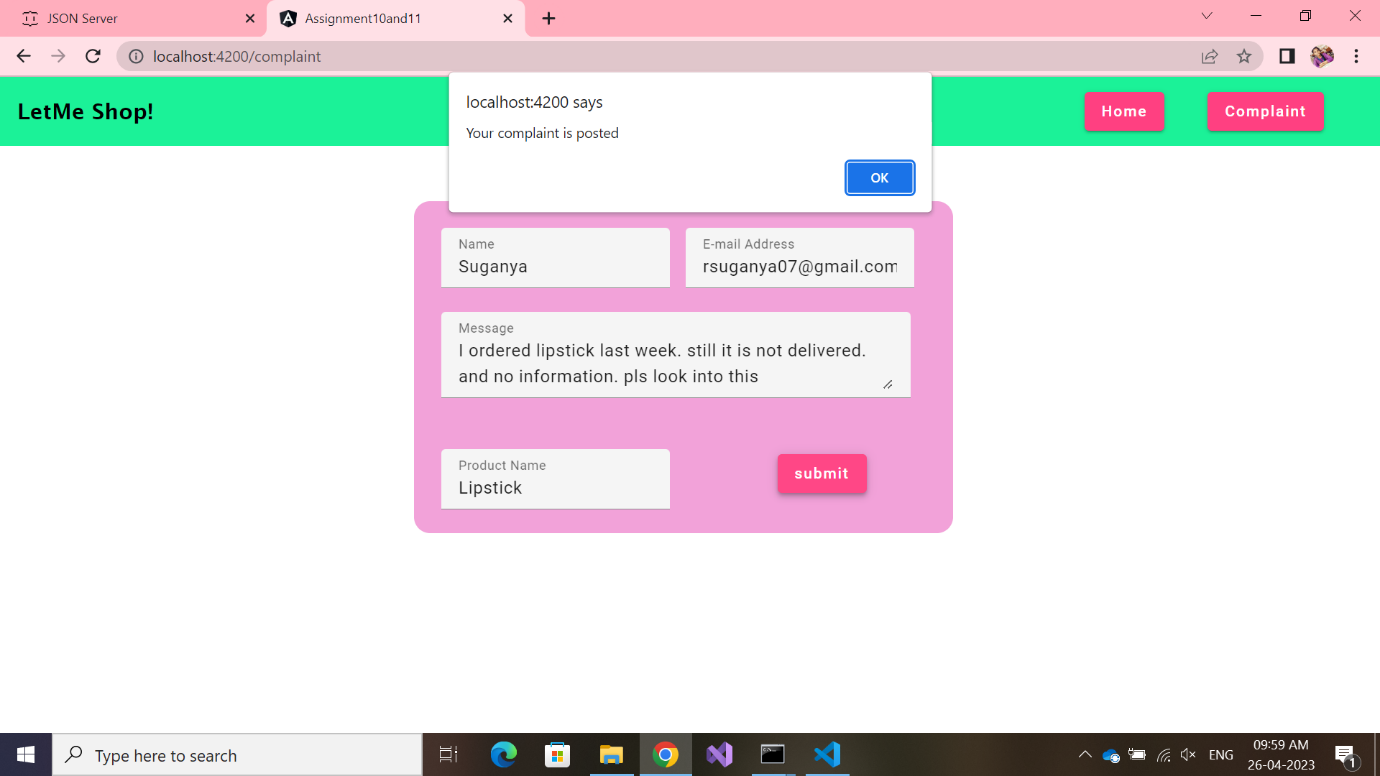 JSON Server
Assignment10and11
localhost:4200/complaint
LetMe Shop!
Home
Complaint
localhost:4200 says
Your complaint is posted
OK
Name
Suganya
E-mail Address
rsuganya07@gmail.com
Message
I ordered lipstick last week. still it is not delivered.
and no information. pls look into this
Product Name
Lipstick
submit
Type here to search
ENG
09:59 AM
26-04-2023
1